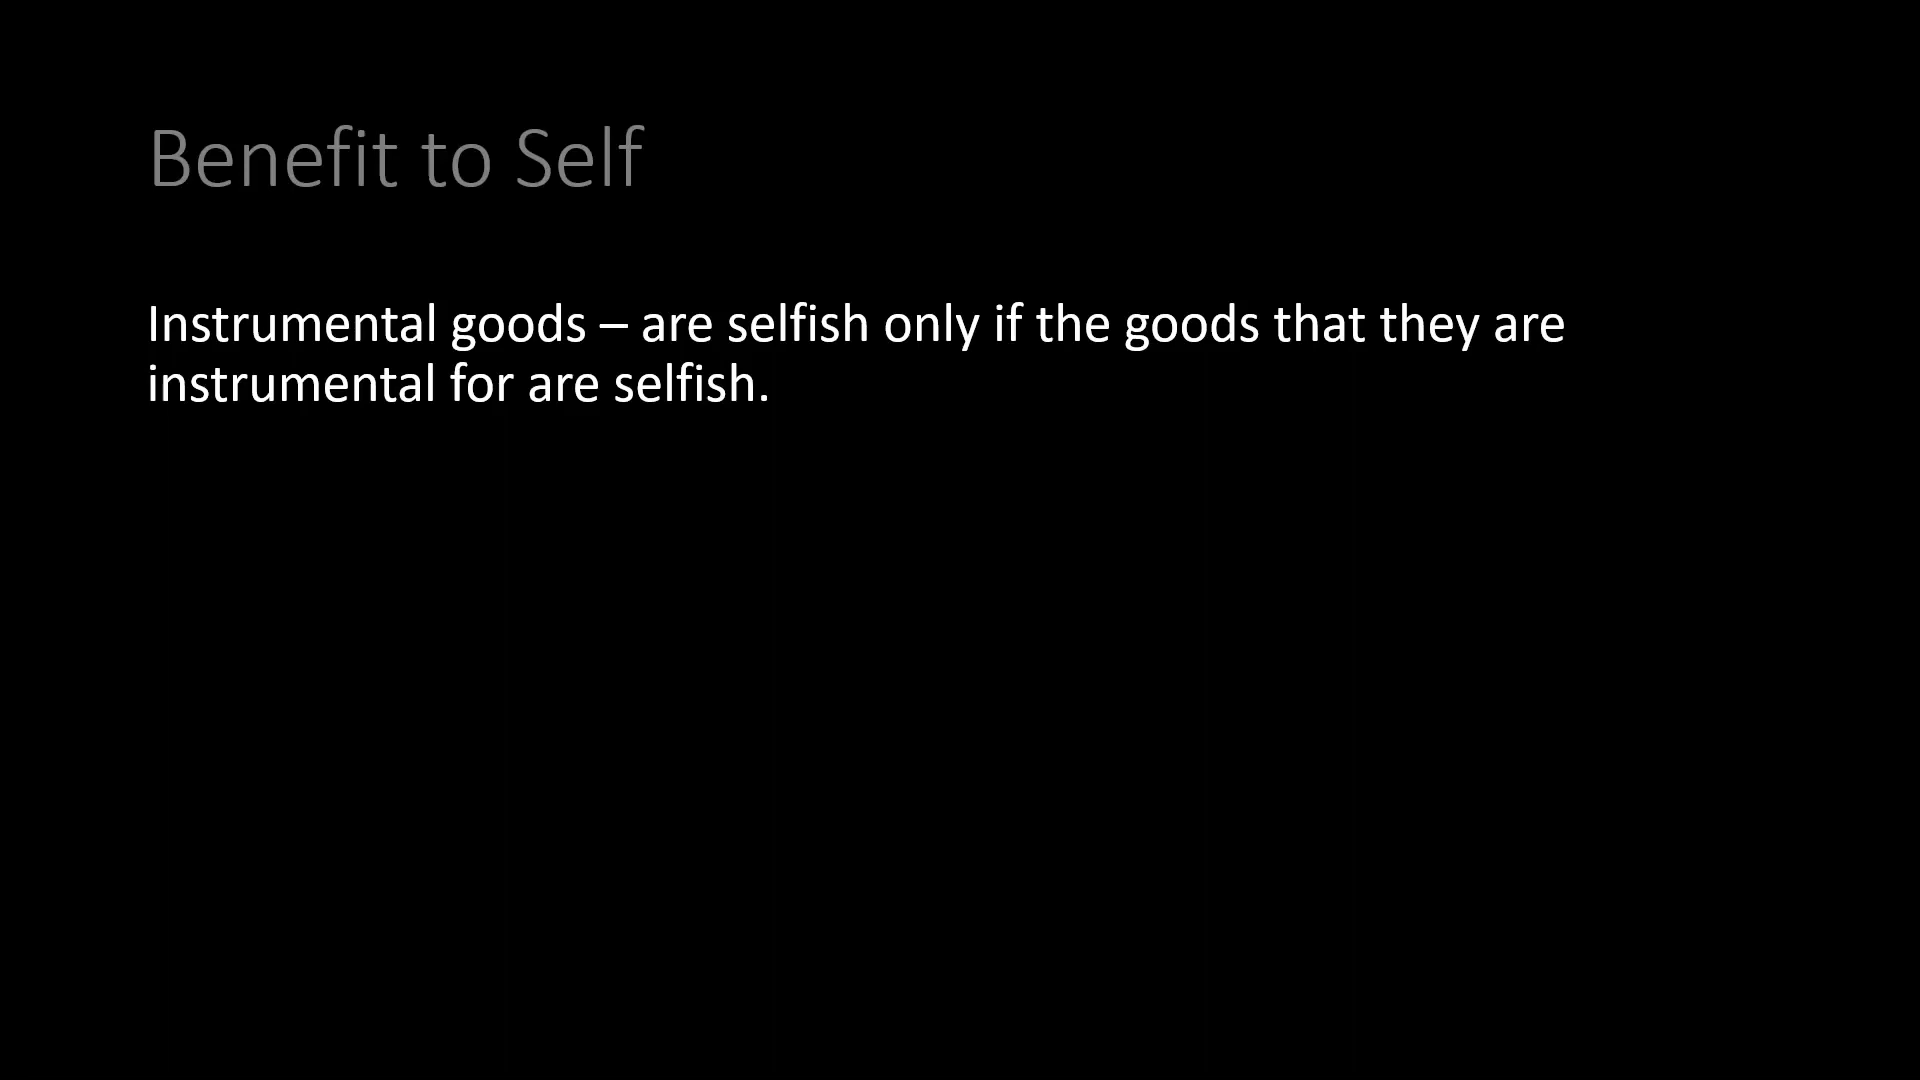 Benefit to Self
Instrumental goods – are selfish only if the goods that they are
instrumental for are selfish.